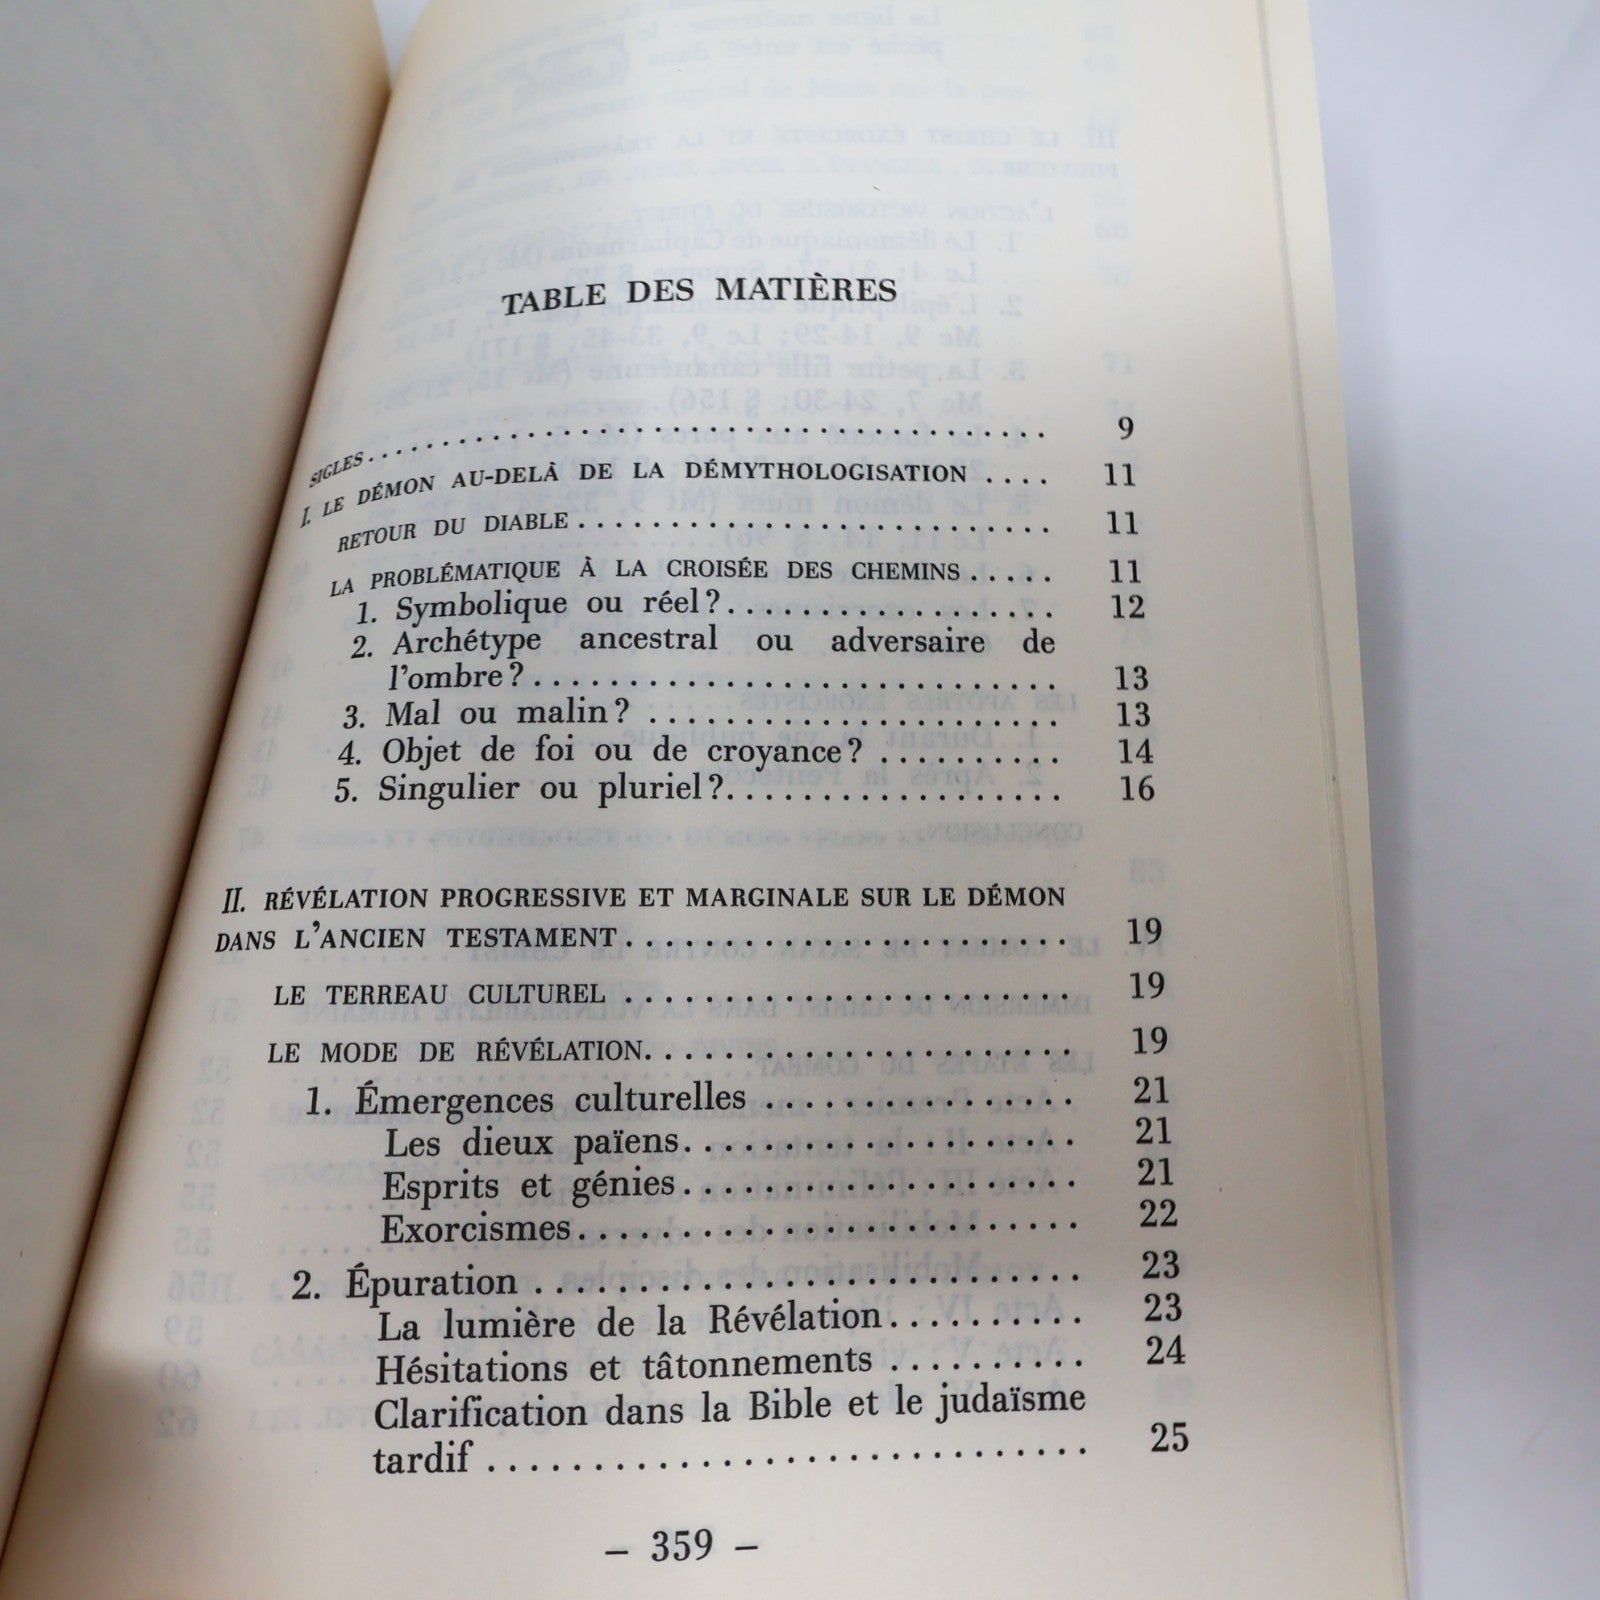 TABLE DES MATIÈRES
SIGLES........................................ 9
I. LE DÉMON AU-DELÀ DE LA DÉMYTHOLOGISATION .... 11
RETOUR DU DIABLE............................ 11
LA PROBLÉMATIQUE À LA CROISÉE DES CHEMINS..... 11
1. Symbolique ou réel?.................. 12
2. Archétype ancestral ou adversaire de
l'ombre?............................ 13
3. Mal ou malin? ...................... 13
4. Objet de foi ou de croyance? .......... 14
5. Singulier ou pluriel?.................. 16
II. RÉVÉLATION PROGRESSIVE ET MARGINALE SUR LE DÉMON
DANS L'ANCIEN TESTAMENT....................... 19
LE TERREAU CULTUREL ........................ 19
LE MODE DE RÉVÉLATION....................... 19
1. Émergences culturelles ................ 21
Les dieux païens..................... 21
Esprits et génies..................... 21
Exorcismes.......................... 22
2. Épuration ............................ 23
La lumière de la Révélation.......... 23
Hésitations et tâtonnements .......... 24
Clarification dans la Bible et le judaïsme
tardif .............................. 25
– 359 –